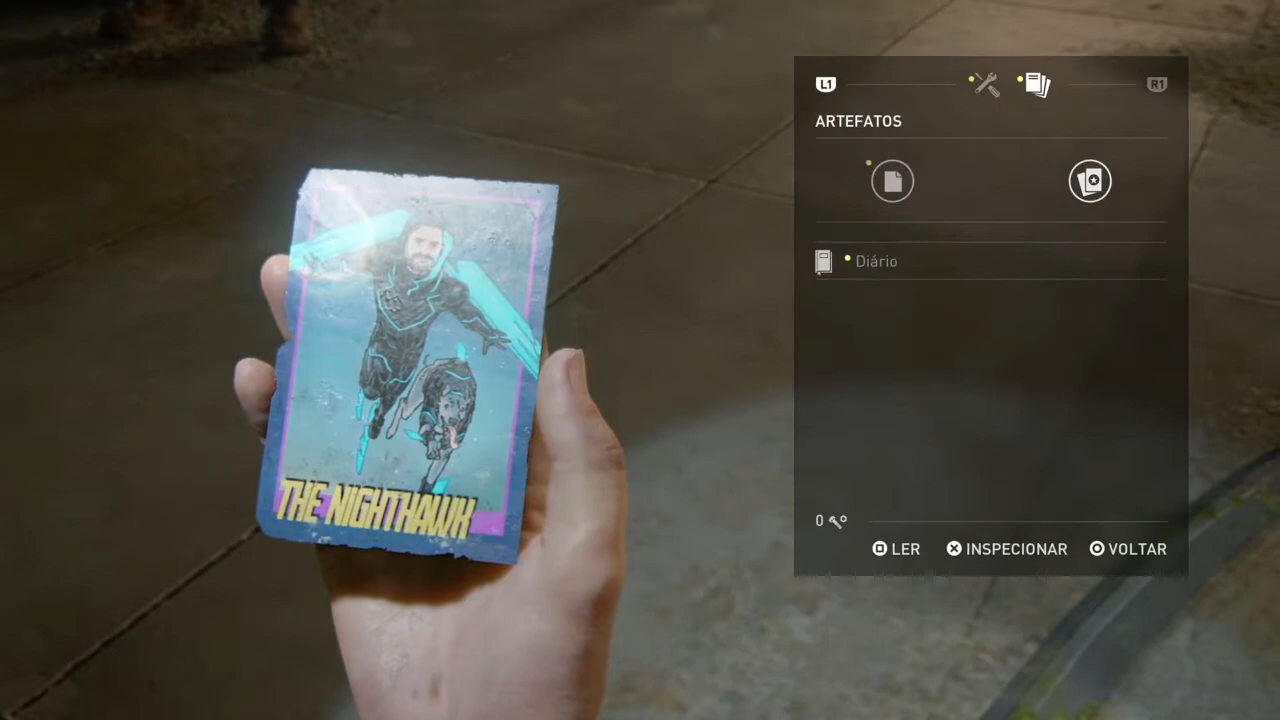 L1
R1
ARTEFATOS
Diário
THE NIGHTHAWK
0
LER
INSPECIONAR
VOLTAR